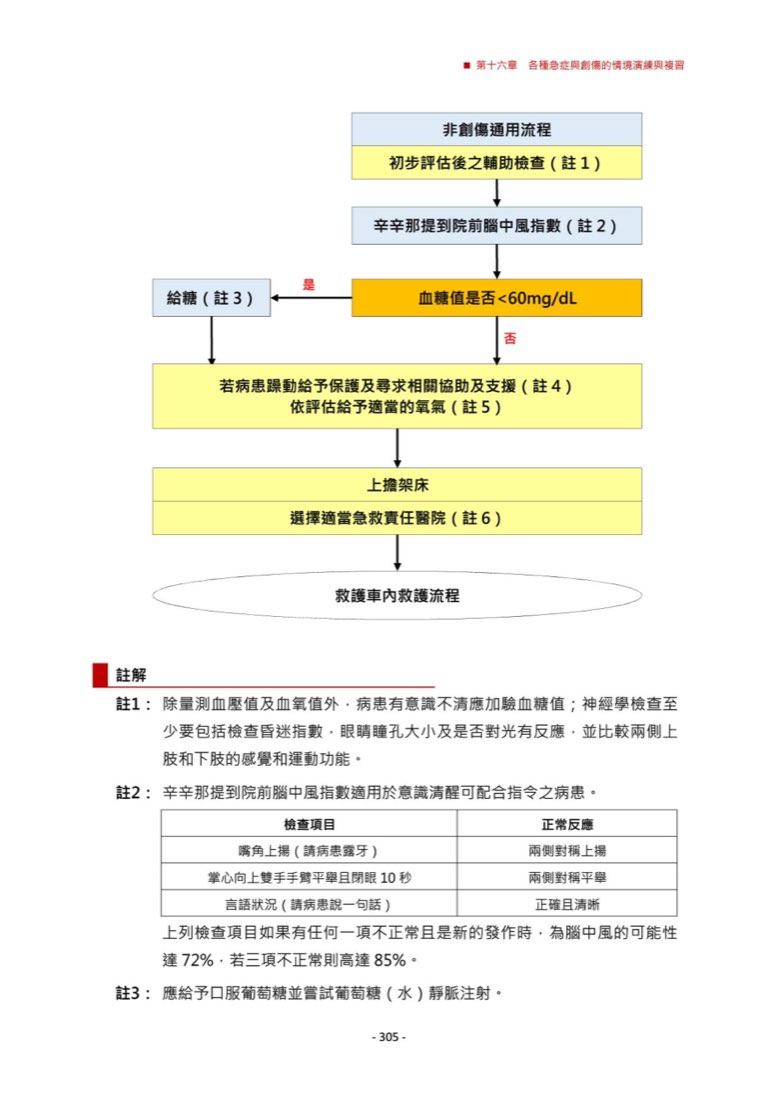 ■ 第十六章　各種急症與創傷的情境演練與複習
非創傷通用流程
初步評估後之輔助檢查（註1）
辛辛那提到院前腦中風指數（註2）
給糖（註3）
是
血糖值是否<60mg/dL
否
若病患躁動給予保護及尋求相關協助及支援（註4）
依評估給予適當的氧氣（註5）
上擔架床
選擇適當急救責任醫院（註6）
救護車內救護流程
註解
註1： 除量測血壓值及血氧值外，病患有意識不清應加驗血糖值；神經學檢查至
少要包括檢查昏迷指數，眼睛瞳孔大小及是否對光有反應，並比較兩側上
肢和下肢的感覺和運動功能。
註2： 辛辛那提到院前腦中風指數適用於意識清醒可配合指令之病患。
檢查項目 正常反應
嘴角上揚（請病患露牙） 兩側對稱上揚
掌心向上雙手手臂平舉且閉眼 10 秒 兩側對稱平舉
言語狀況（請病患說一句話） 正確且清晰
上列檢查項目如果有任何一項不正常且是新的發作時，為腦中風的可能性
達 72%，若三項不正常則高達 85%。
註3： 應給予口服葡萄糖並嘗試葡萄糖（水）靜脈注射。
- 305 -